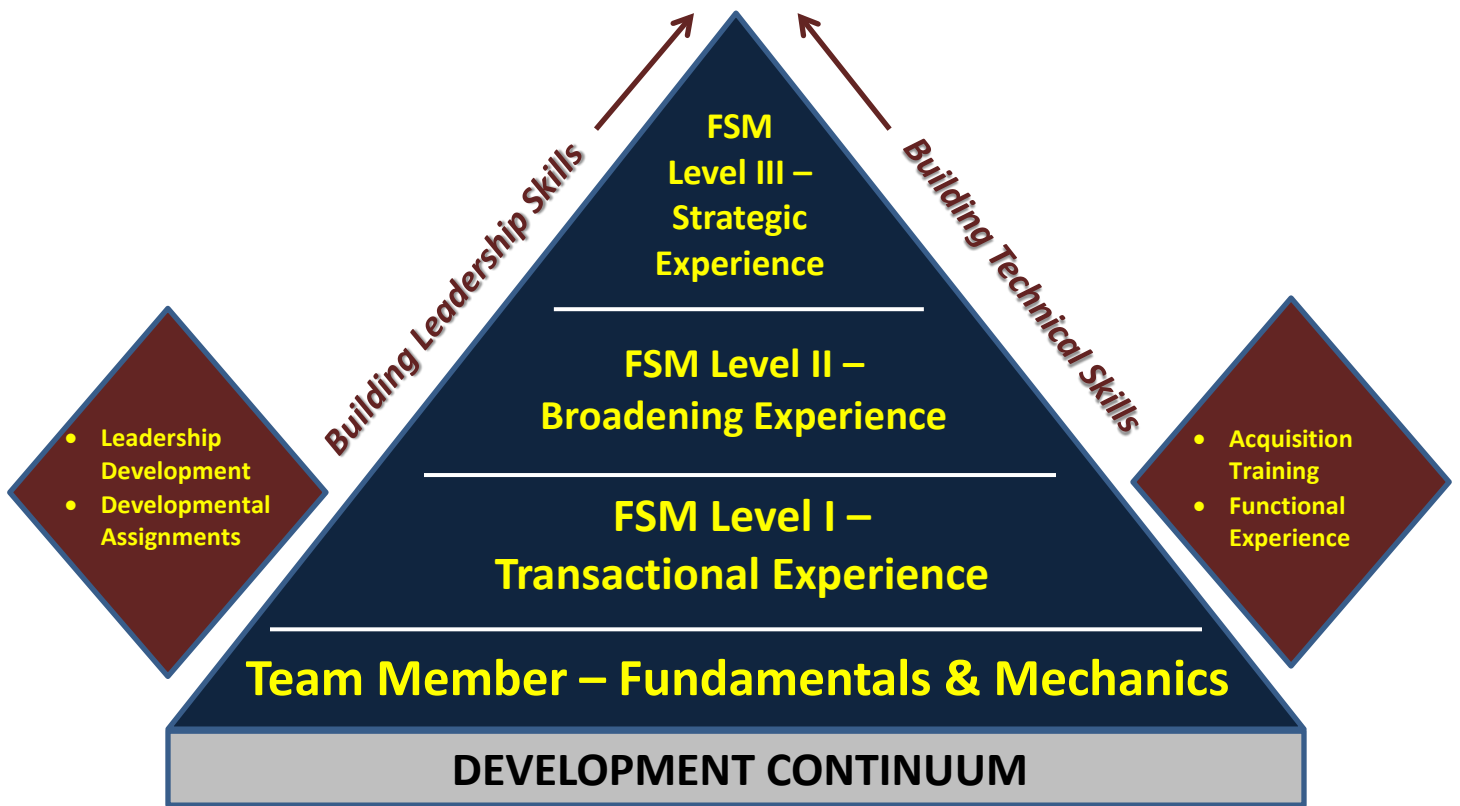 Building Leadership Skills
Building Technical Skills
FSM
Level III –
Strategic
Experience
FSM Level II –
Broadening Experience
• Leadership
Development
• Developmental
Assignments
• Acquisition
Training
• Functional
Experience
FSM Level I –
Transactional Experience
Team Member – Fundamentals & Mechanics
DEVELOPMENT CONTINUUM